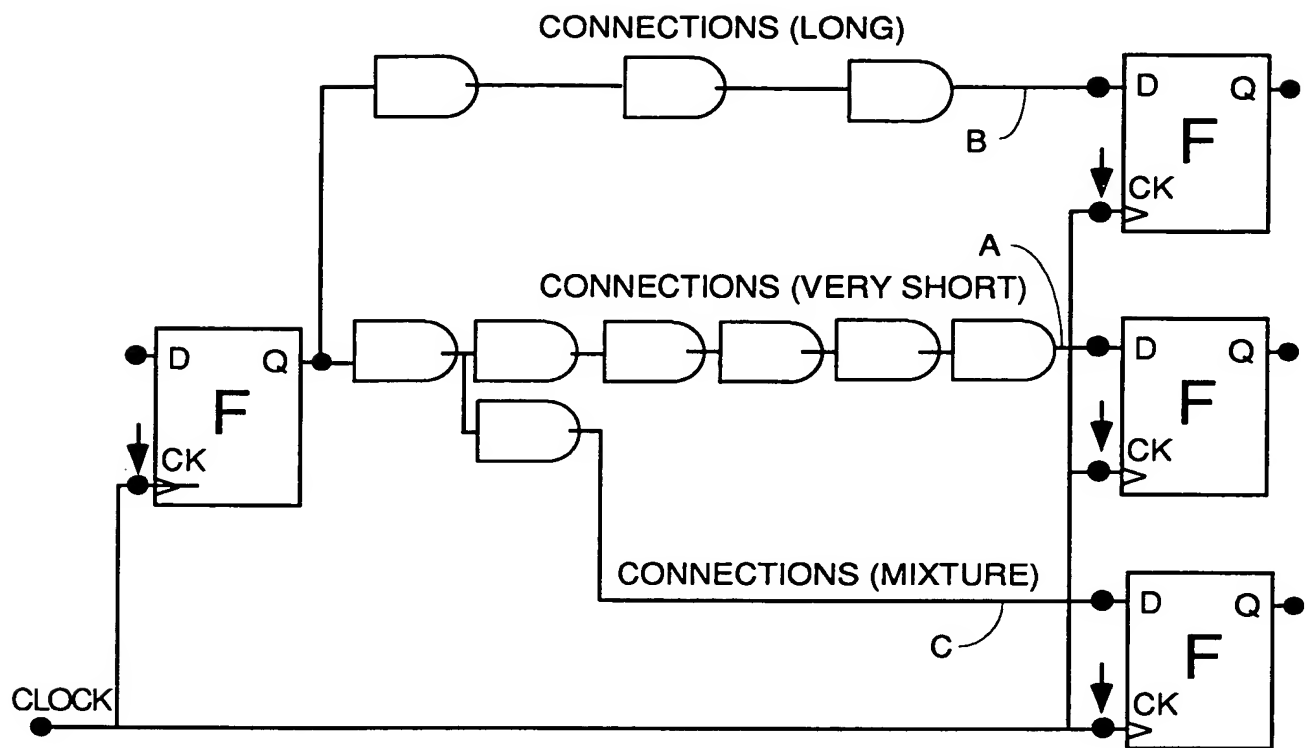 CONNECTIONS (LONG)
D Q
F
B
CK
A
CONNECTIONS (VERY SHORT)
D Q
F
CK
D Q
F
CK
CONNECTIONS (MIXTURE)
D Q
C
F
CLOCK
CK